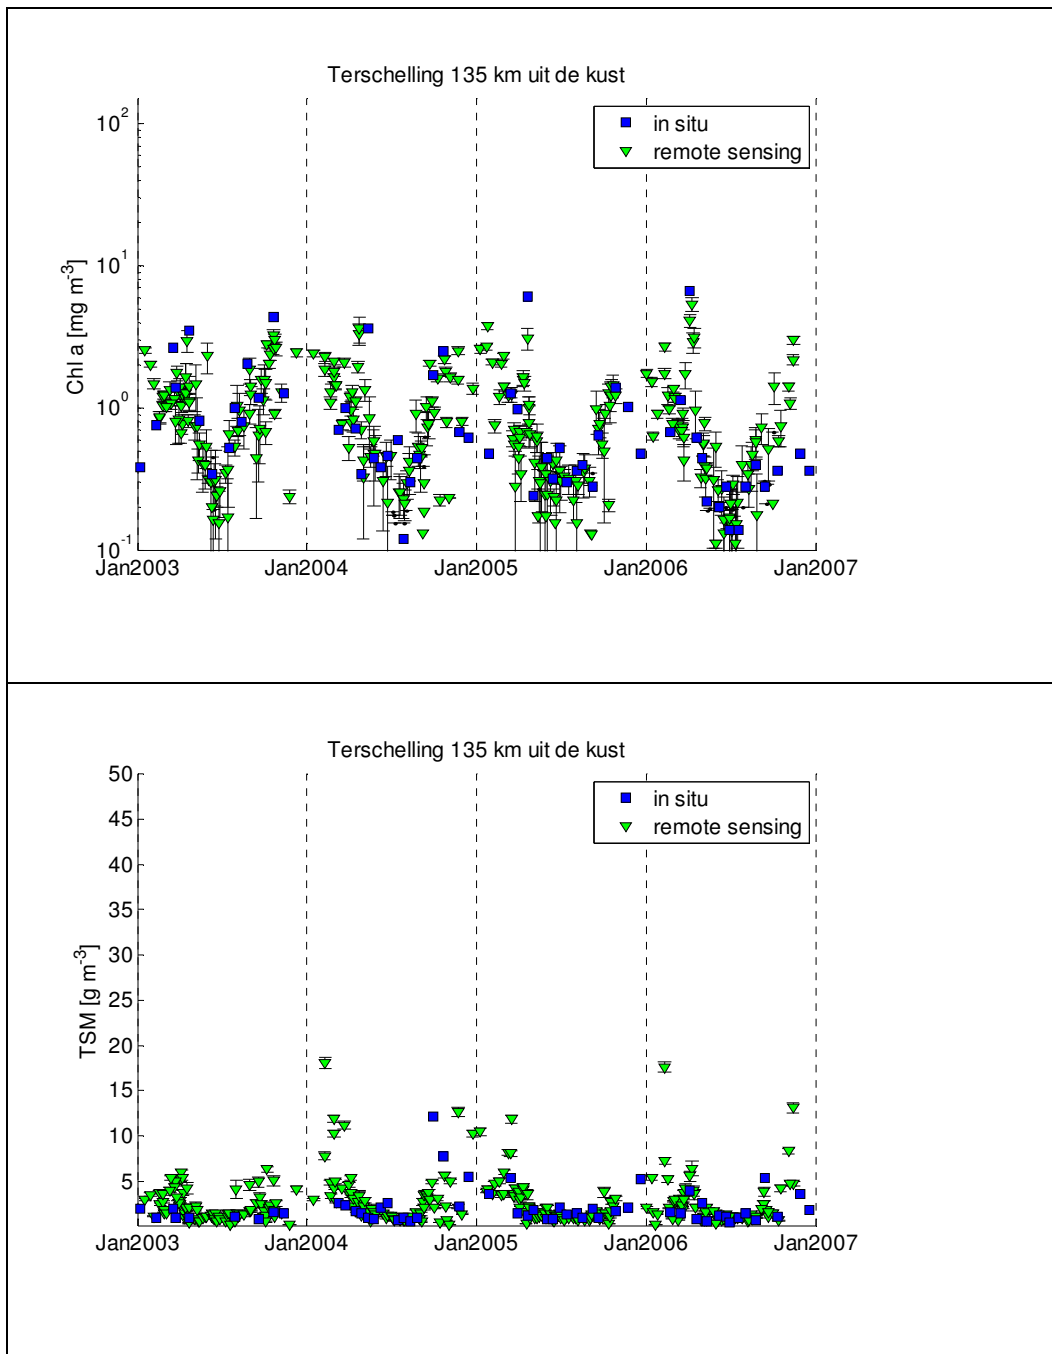 Terschelling 135 km uit de kust
in situ
remote sensing
10^2
10^1
10^0
10^-1
Chl a [mg m^-3]
Jan2003 Jan2004 Jan2005 Jan2006 Jan2007
Terschelling 135 km uit de kust
in situ
remote sensing
50
45
40
35
30
25
20
15
10
5
0
TSM [g m^-3]
Jan2003 Jan2004 Jan2005 Jan2006 Jan2007